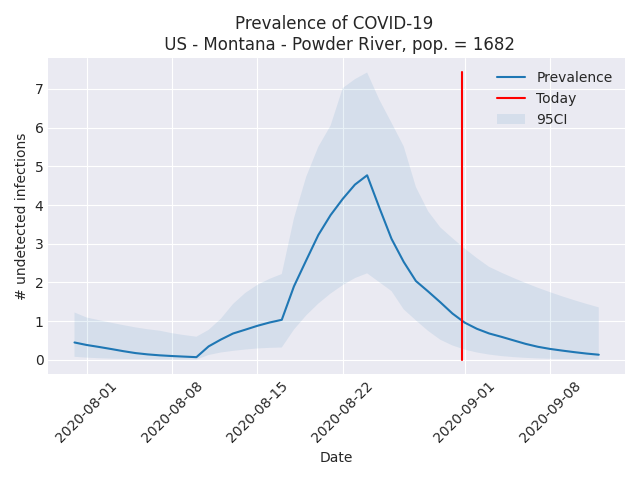 Prevalence of COVID-19
US - Montana - Powder River, pop. = 1682
Prevalence
Today
95CI
# undetected infections
7
6
5
4
3
2
1
0
2020-08-01
2020-08-08
2020-08-15
2020-08-22
2020-09-01
2020-09-08
Date